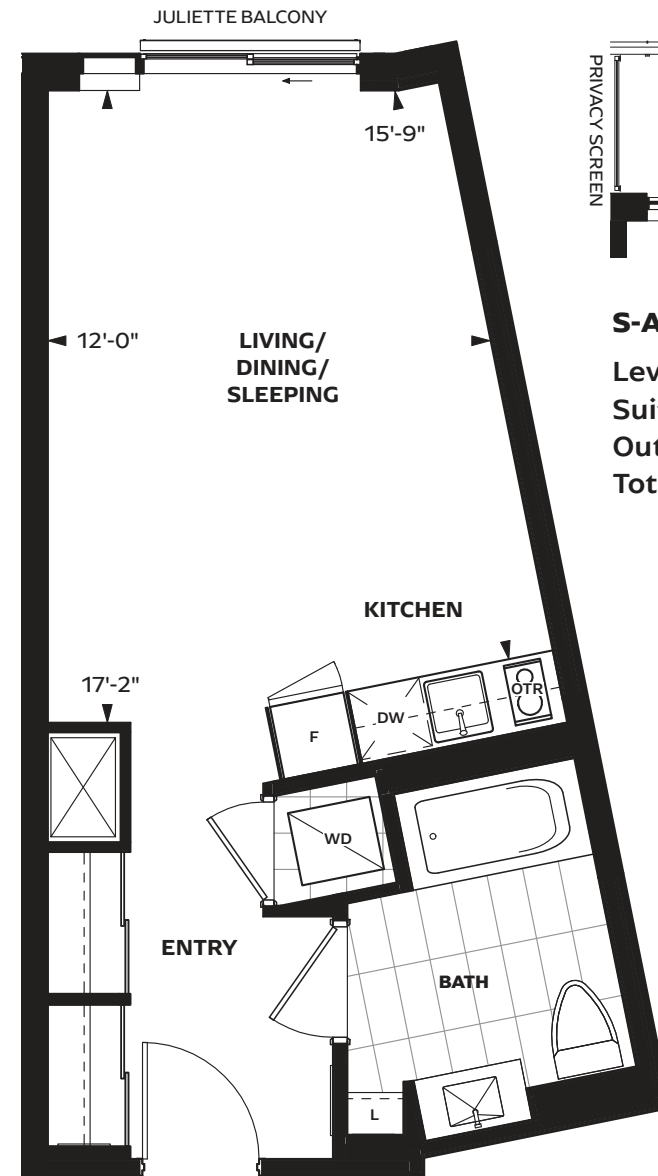 JULIETTE BALCONY
PRIVACY SCREEN
15'-9"
12'-0"
LIVING/
DINING/
SLEEPING
S-A
Lev
Sui
Out
Tot
KITCHEN
17'-2"
OTR
DW
F
WD
ENTRY
BATH
L